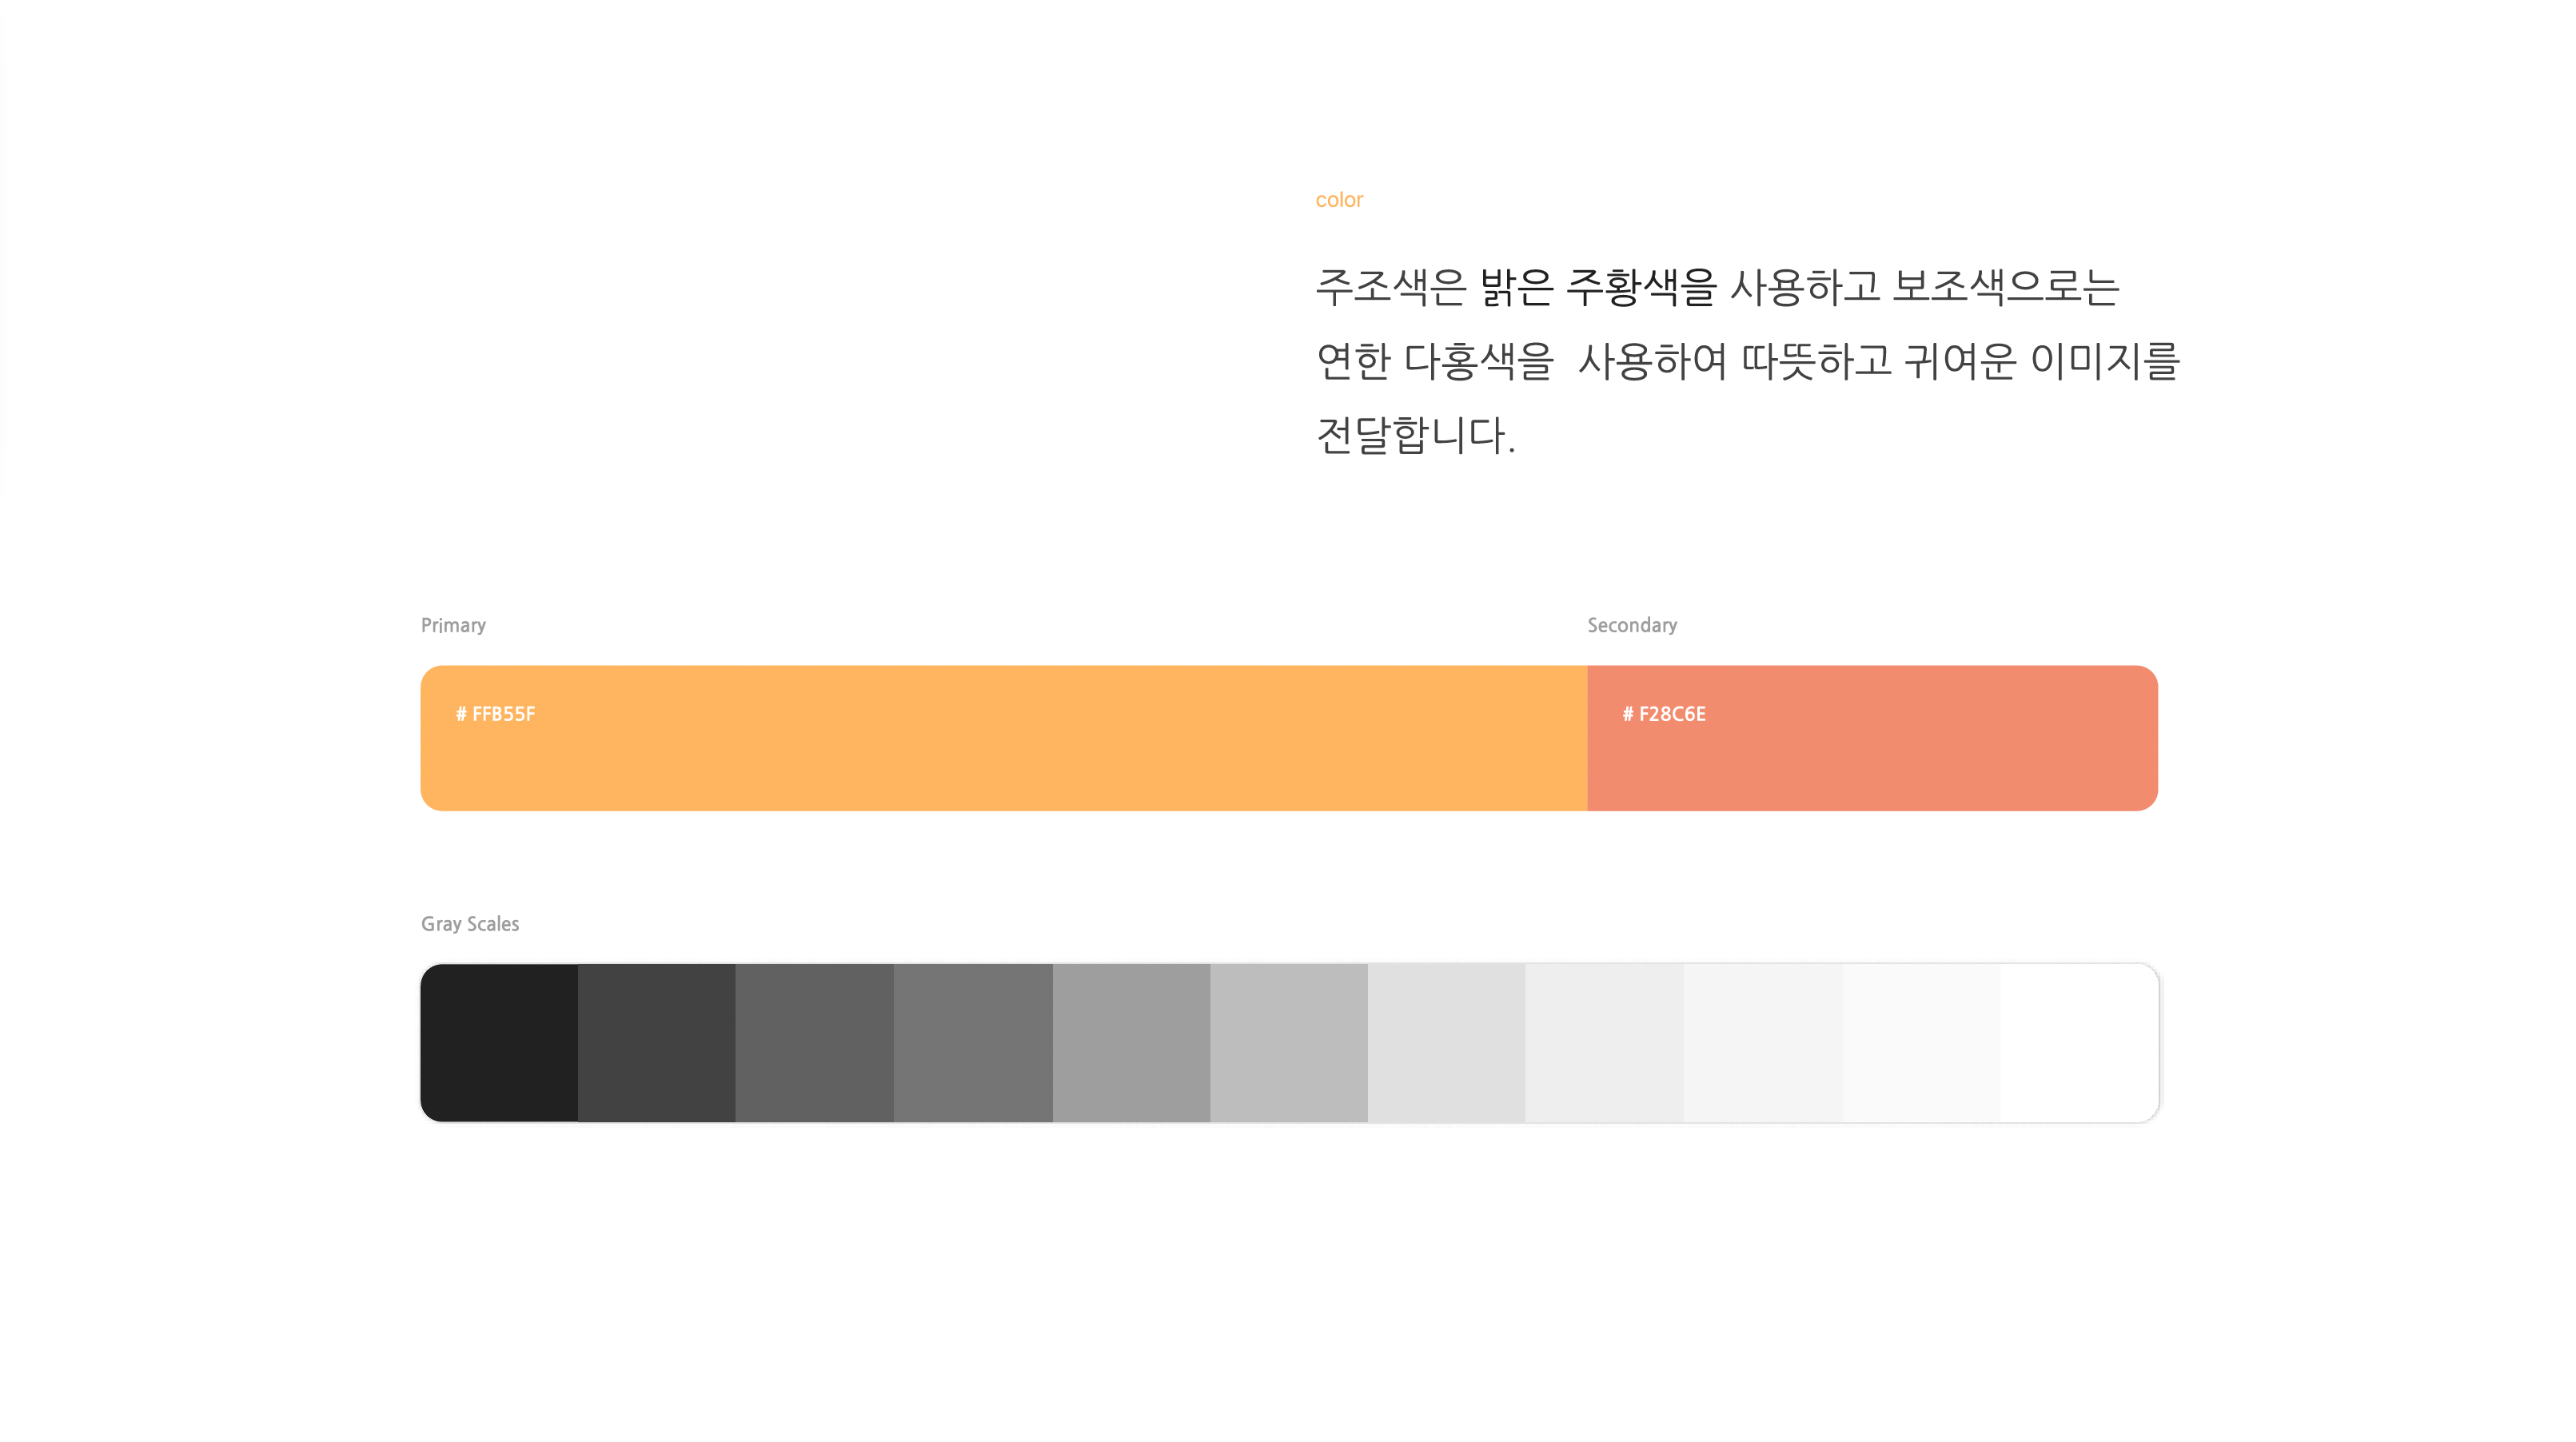 color
주조색은 밝은 주황색을 사용하고 보조색으로는
연한 다홍색을  사용하여 따뜻하고 귀여운 이미지를
전달합니다.
Primary
Secondary
# FFB55F
# F28C6E
Gray Scales